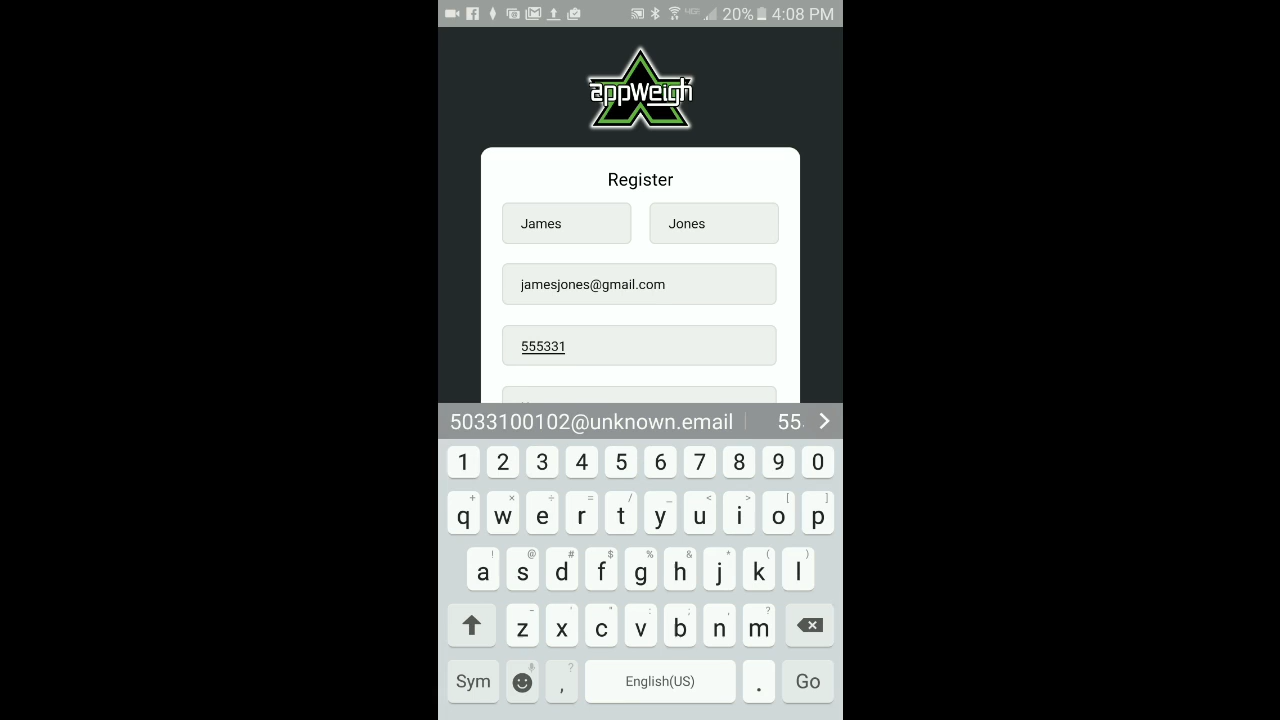 20% 4:08 PM
appWeigh
Register
James Jones
jamesjones@gmail.com
555331
5033100102@unknown.email 55
1 2 3 4 5 6 7 8 9 0
+ × ÷ = / _ < > [ ]
q w e r t y u i o p
! @ # $ % & * ( )
a s d f g h j k l
- ' " : ; , ?
z x c v b n m
?
Sym , English(US) . Go